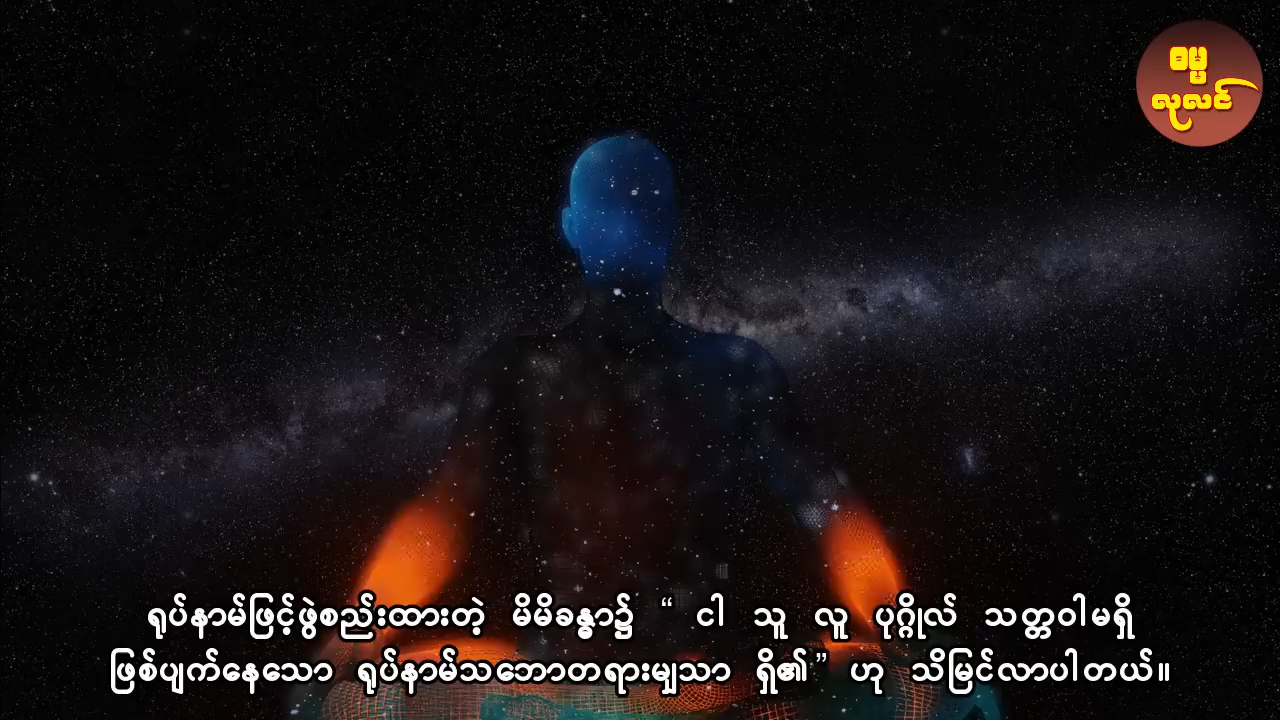 ဓမ္မ
လုလင်
ရုပ်နာမ်ဖြင့်ဖွဲ့စည်းထားတဲ့ မိမိခန္ဓာ၌ “ ငါ သူ လူ ပုဂ္ဂိုလ် သတ္တဝါမရှိ
ဖြစ်ပျက်နေသော ရုပ်နာမ်သဘောတရားမျှသာ ရှိ၏” ဟု သိမြင်လာပါတယ်။